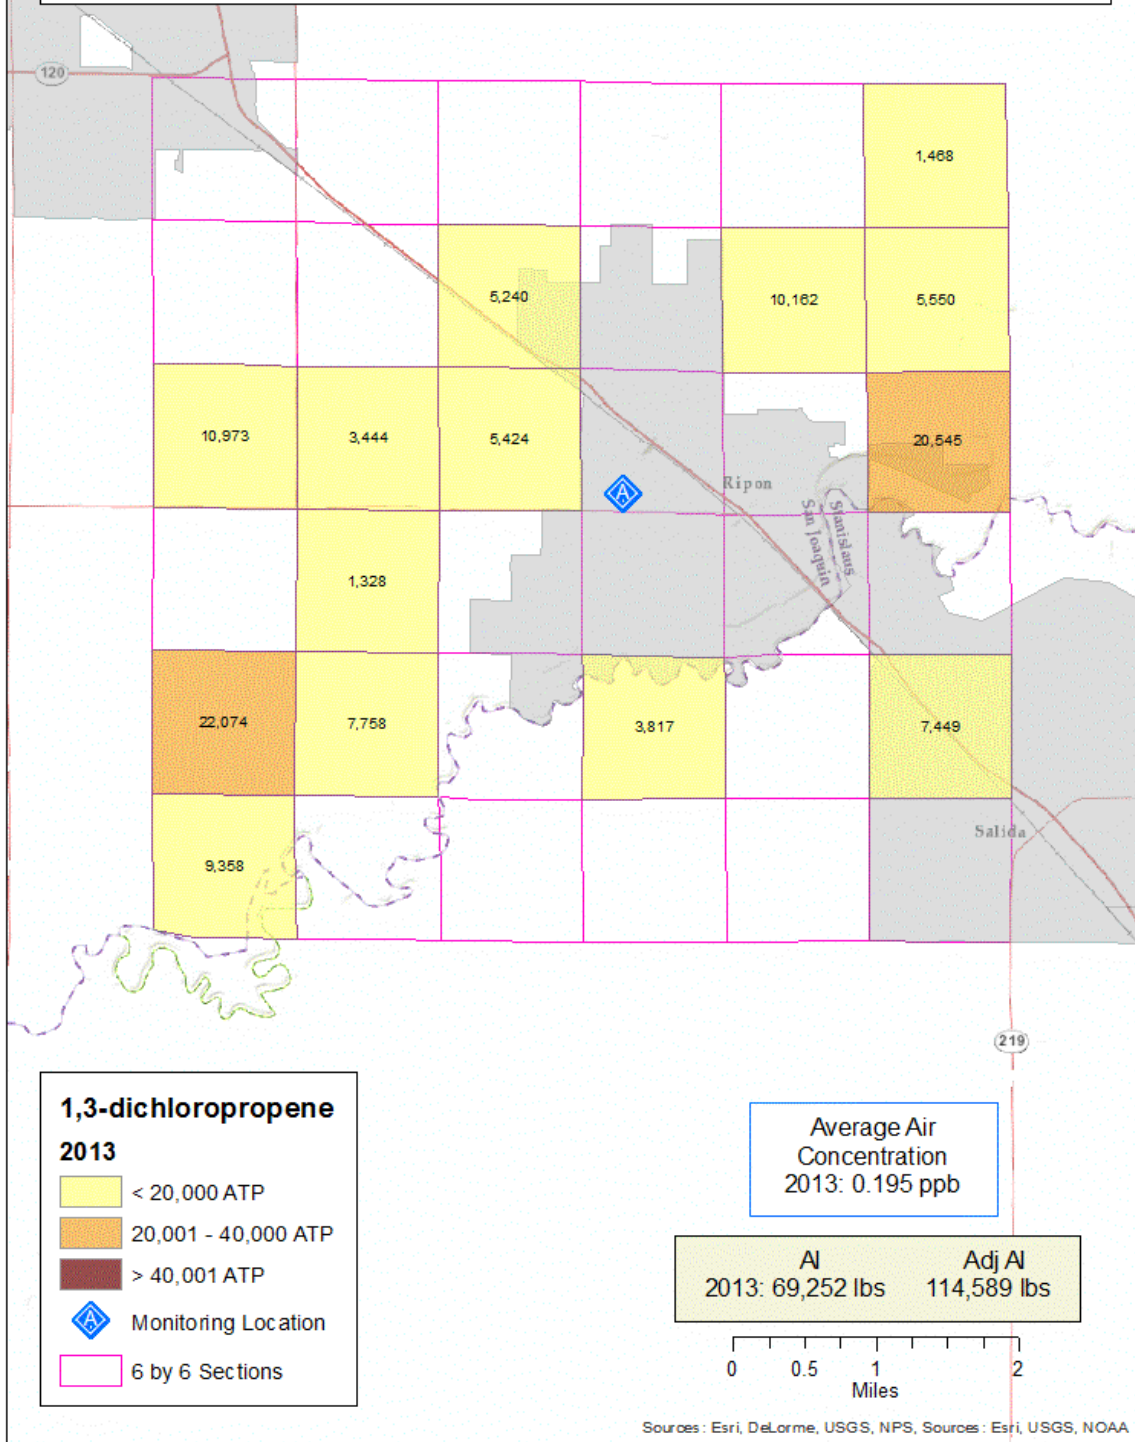 120
1,468
5,240
10,162
5,550
10,973
3,444
5,424
20,545
Ripon
San Joaquin
Stanislaus
1,328
22,074
7,758
3,817
7,449
Salida
9,358
219
1,3-dichloropropene
2013
< 20,000 ATP
20,001 - 40,000 ATP
> 40,001 ATP
A
Monitoring Location
6 by 6 Sections
Average Air
Concentration
2013: 0.195 ppb
AI Adj AI
2013: 69,252 lbs 114,589 lbs
0 0.5 1 2
Miles
Sources: Esri, DeLorme, USGS, NPS, Sources: Esri, USGS, NOAA